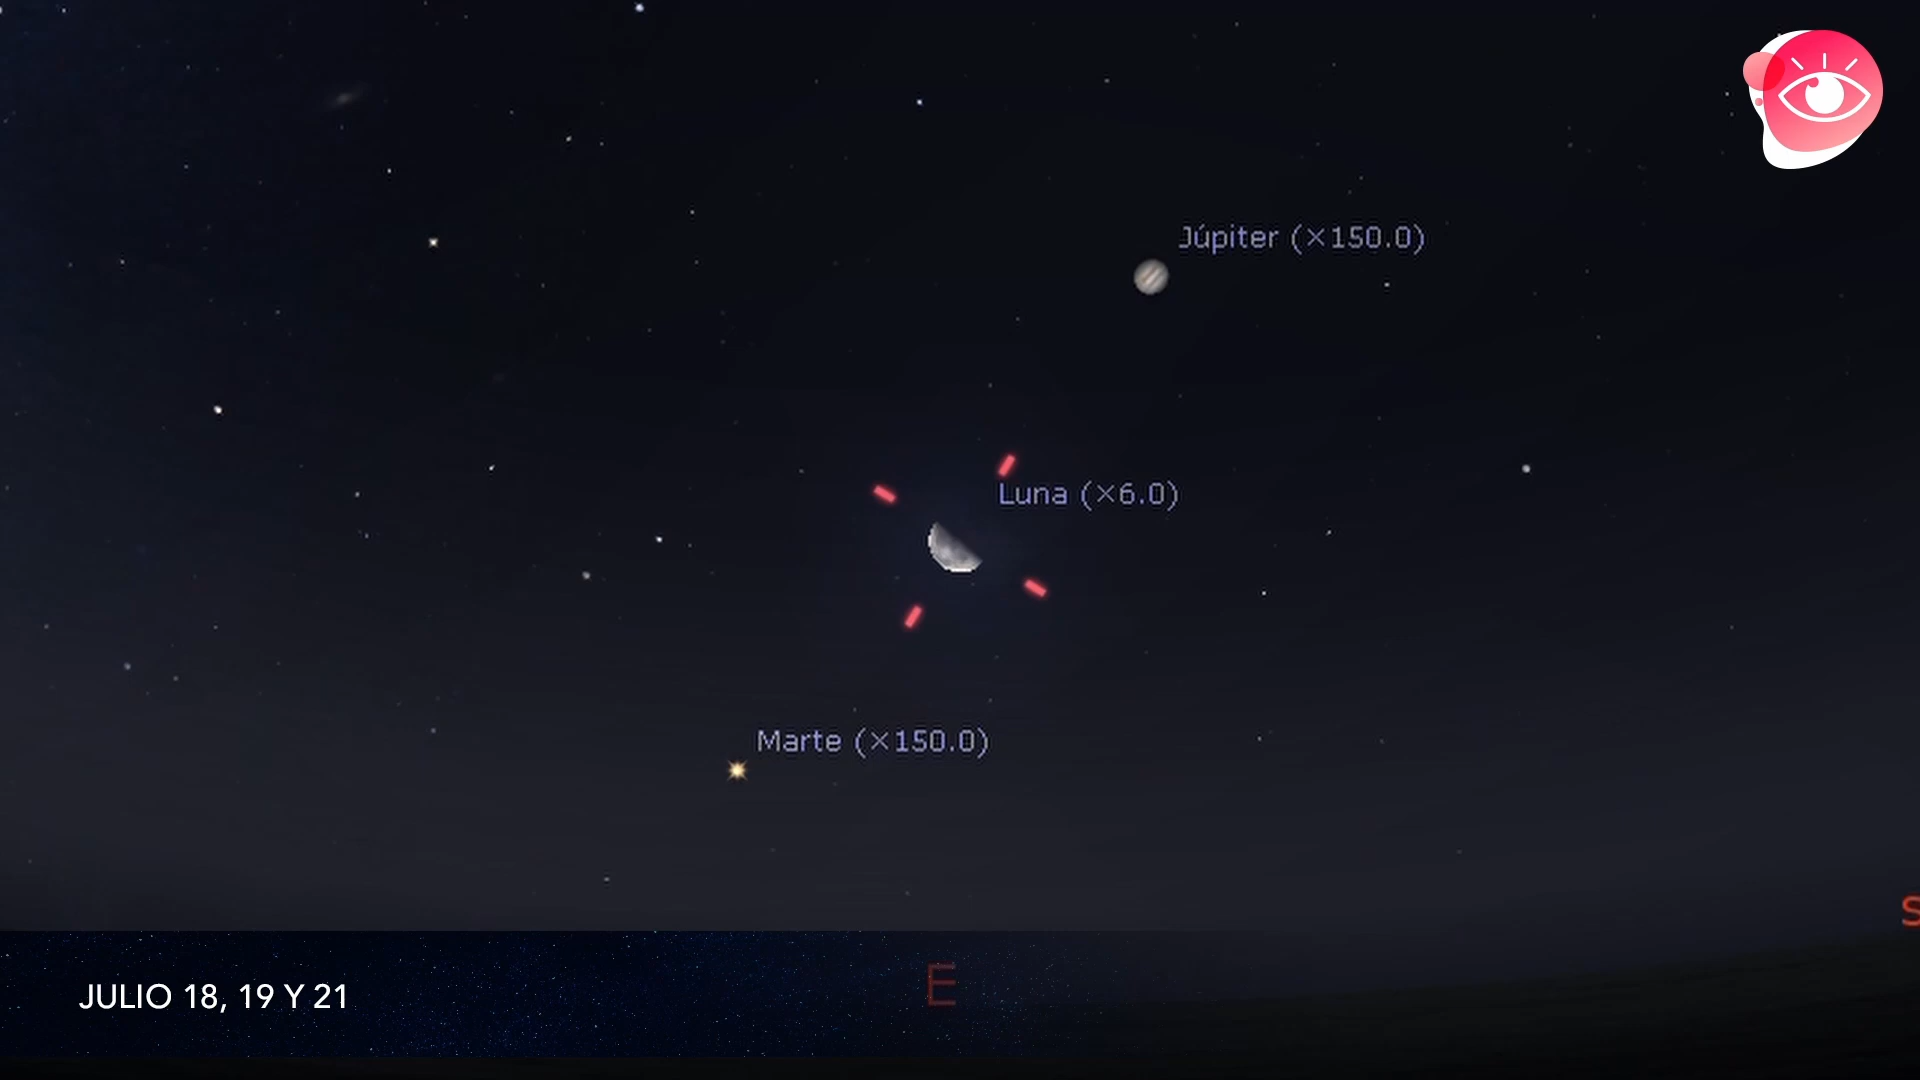 Júpiter (×150.0)
Luna (×6.0)
Marte (×150.0)
S
E
JULIO 18, 19 Y 21